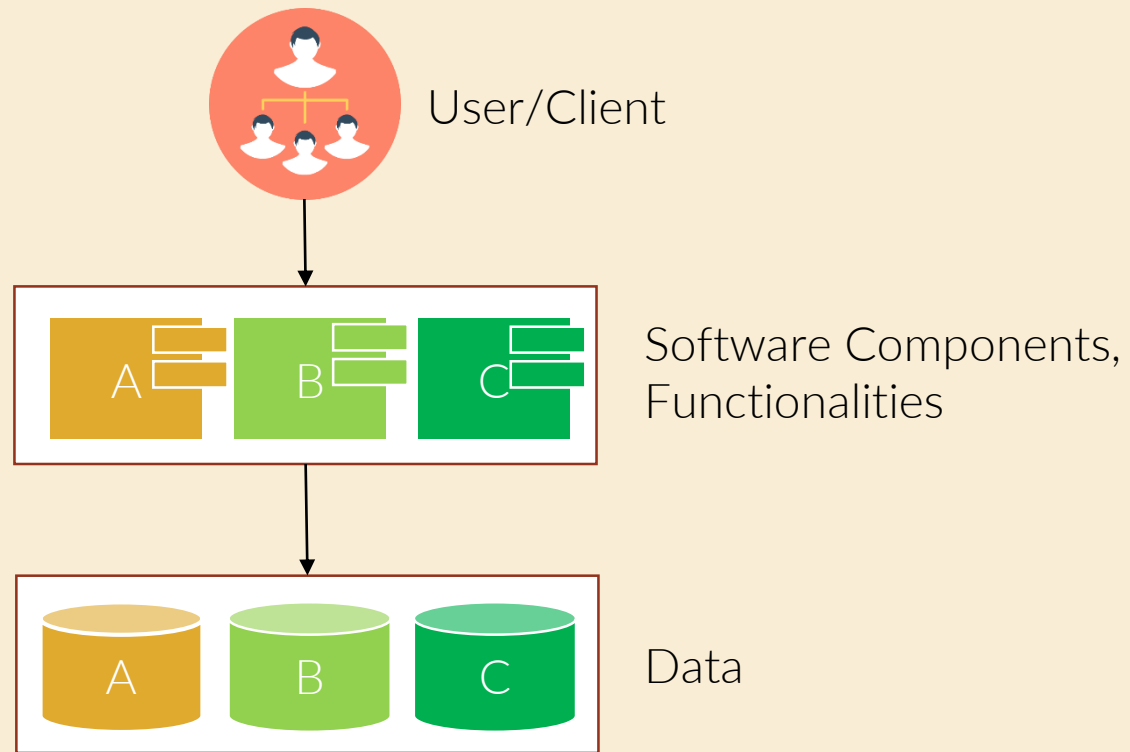 User/Client
A B C
Software Components,
Functionalities
A B C
Data